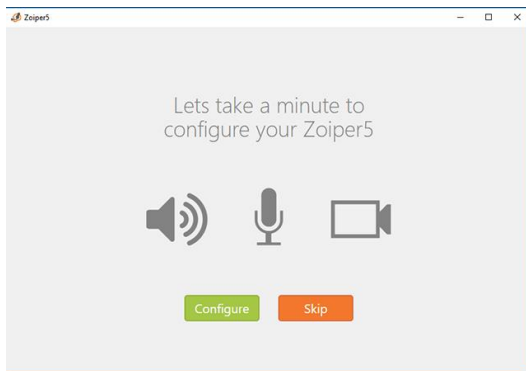 Zoiper5
Lets take a minute to
configure your Zoiper5
Configure
Skip